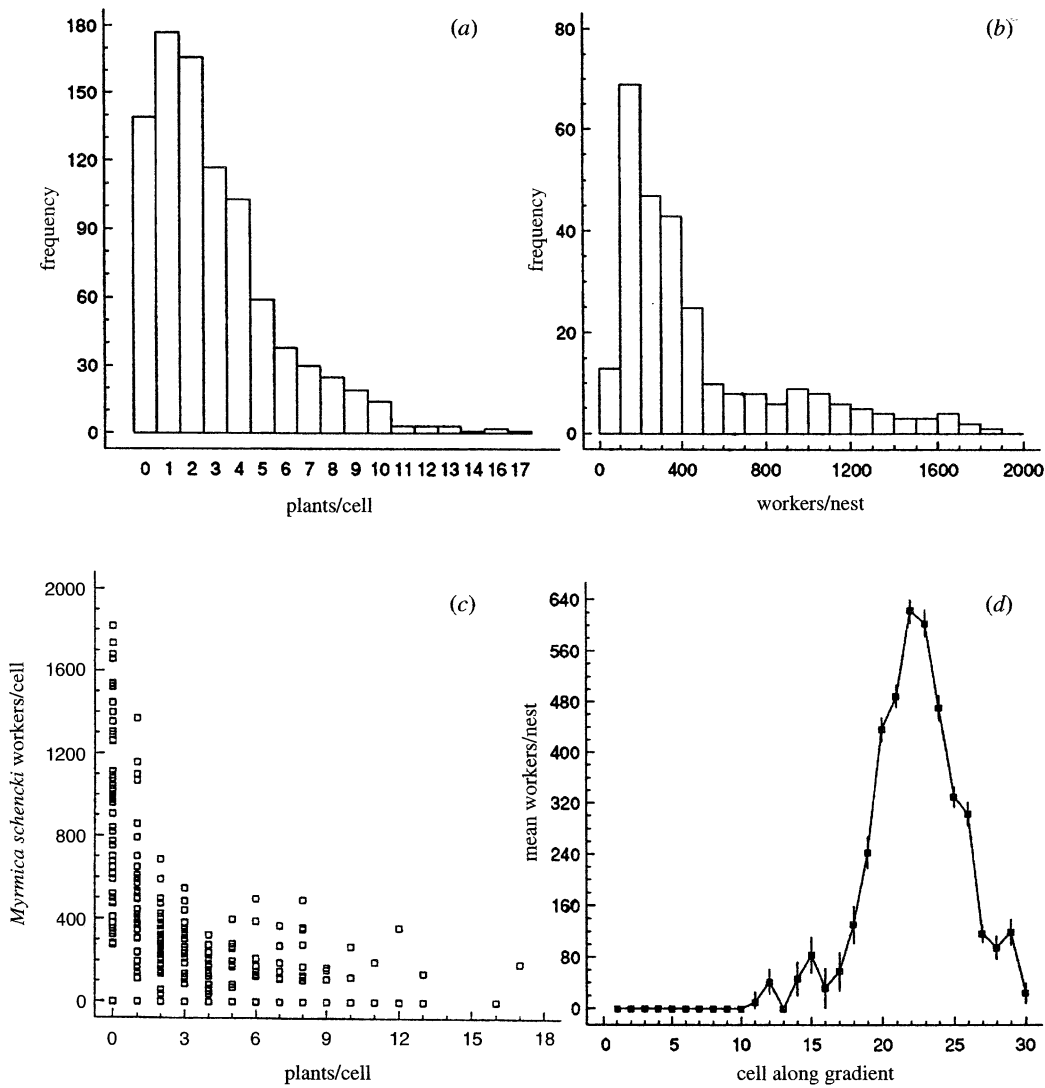 (a)
180
150
120
90
60
30
0
frequency
0 1 2 3 4 5 6 7 8 9 10 11 12 13 14 16 17
plants/cell
(b)
80
60
40
20
0
frequency
0 400 800 1200 1600 2000
workers/nest
(c)
2000
1600
1200
800
400
0
Myrmica schencki workers/cell
0 3 6 9 12 15 18
plants/cell
(d)
640
560
480
400
320
240
160
80
0
mean workers/nest
0 5 10 15 20 25 30
cell along gradient